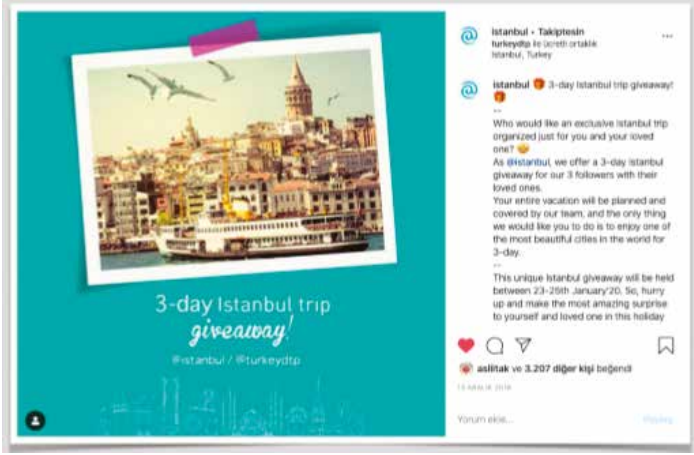 3-day Istanbul trip
giveaway!
@istanbul / @turkeydtp
istanbul • Takiptesin
turkeydtp ile ücretli ortaklık
Istanbul, Turkey
istanbul 3-day Istanbul trip giveaway!
--
Who would like an exclusive Istanbul trip
organized just for you and your loved
one?
As @istanbul, we offer a 3-day istanbul
giveaway for our 3 followers with their
loved ones.
Your entire vacation will be planned and
covered by our team, and the only thing
we would like you to do is to enjoy one of
the most beautiful cities in the world for
3-day.
--
This unique Istanbul giveaway will be held
between 23-25th January'20. So, hurry
up and make the most amazing surprise
to yourself and loved one in this holiday
aslitak ve 3.207 diğer kişi beğendi
Yorum ekle...
Paylaş